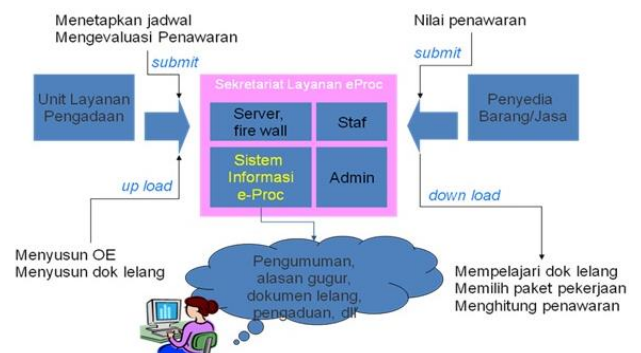 Menetapkan jadwal
Mengevaluasi Penawaran
submit
Unit Layanan
Pengadaan
up load
Menyusun OE
Menyusun dok lelang
Sekretariat Layanan eProc
Server,
fire wall
Staf
Sistem
Informasi
e-Proc
Admin
Nilai penawaran
submit
Penyedia
Barang/Jasa
down load
Mempelajari dok lelang
Memilih paket pekerjaan
Menghitung penawaran
Pengumuman,
alasan gugur,
dokumen lelang,
pengaduan, dll